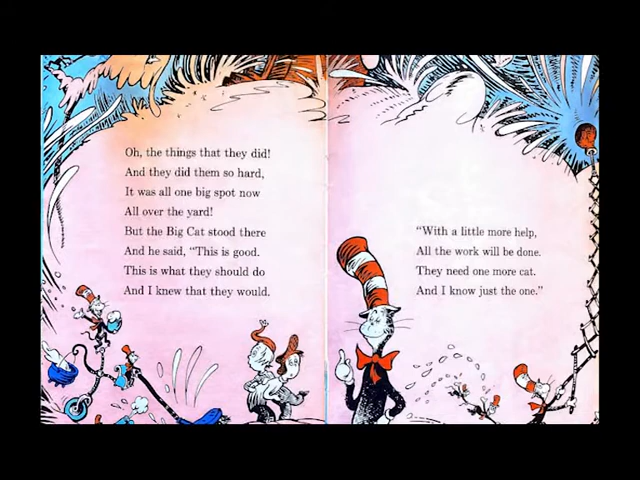 Oh, the things that they did!
And they did them so hard,
It was all one big spot now
All over the yard!
But the Big Cat stood there
And he said, “This is good.
This is what they should do
And I knew that they would.
“With a little more help,
All the work will be done.
They need one more cat.
And I know just the one.”